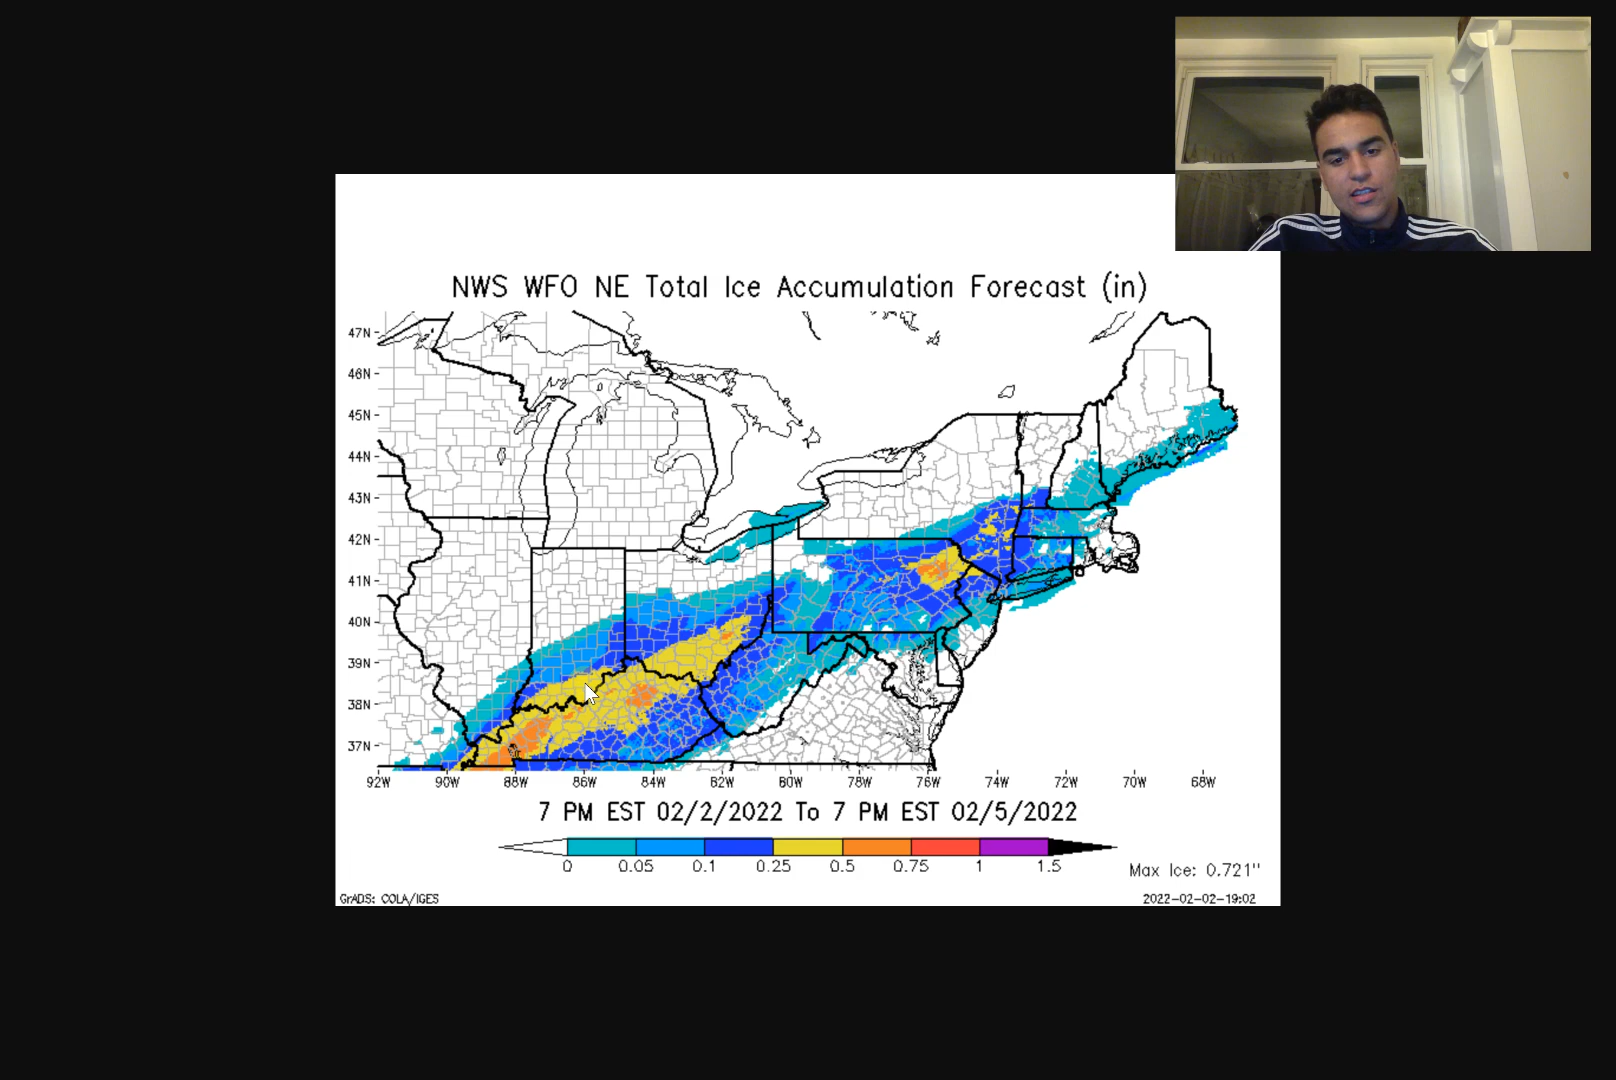 NWS WFO NE Total Ice Accumulation Forecast (in)
47N
46N
45N
44N
43N
42N
41N
40N
39N
38N
37N
92W 90W 88W 86W 84W 82W 80W 78W 76W 74W 72W 70W 68W
7 PM EST 02/2/2022 To 7 PM EST 02/5/2022
0 0.05 0.1 0.25 0.5 0.75 1 1.5
Max Ice: 0.721"
GrADS: COLA/IGES
2022-02-02-19:02